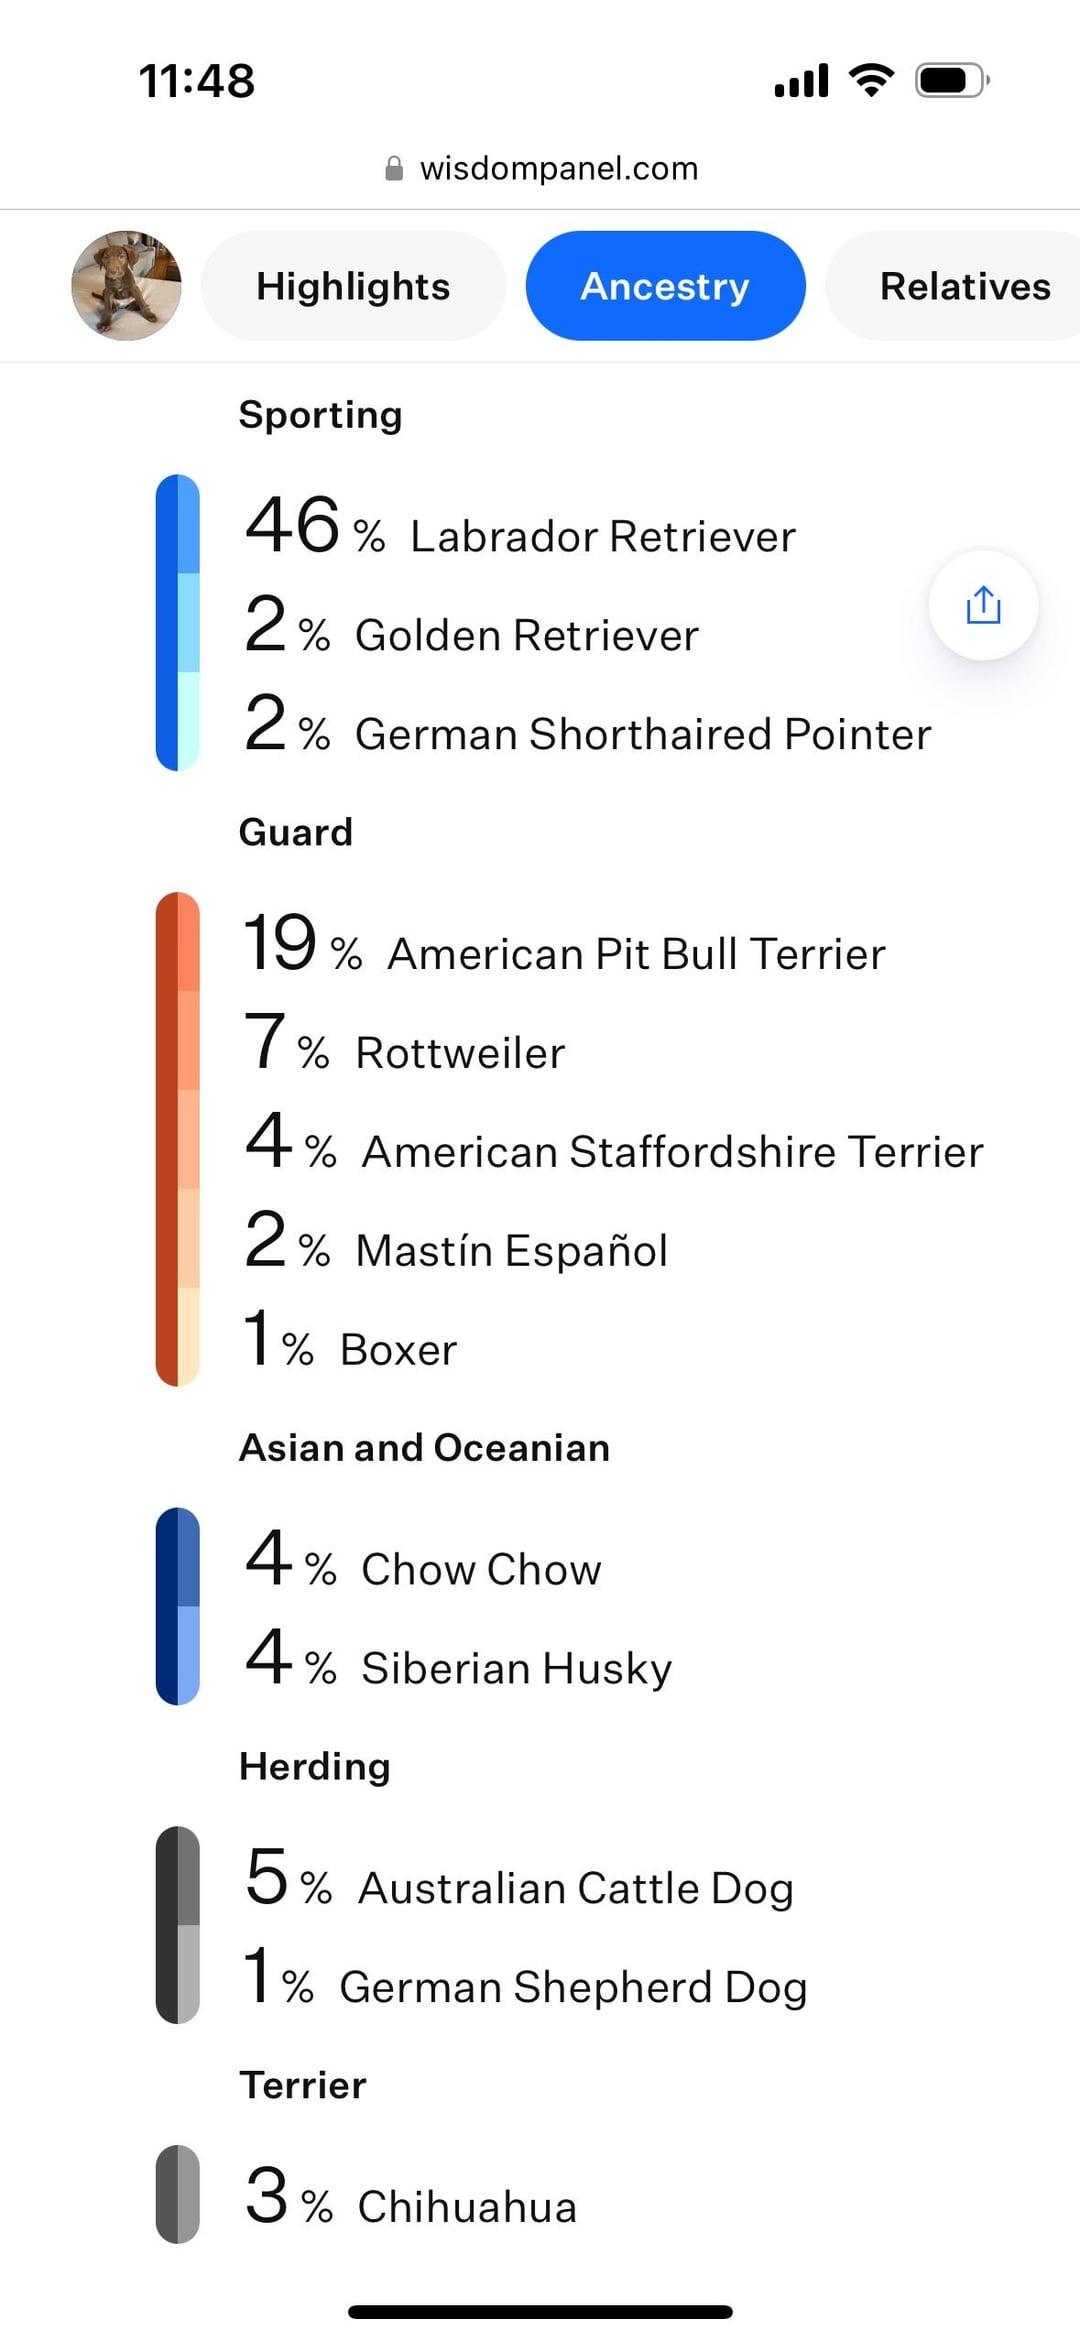 11:48
wisdompanel.com
Highlights Ancestry Relatives
Sporting
46 % Labrador Retriever
2 % Golden Retriever
2 % German Shorthaired Pointer
Guard
19 % American Pit Bull Terrier
7 % Rottweiler
4 % American Staffordshire Terrier
2 % Mastín Español
1 % Boxer
Asian and Oceanian
4 % Chow Chow
4 % Siberian Husky
Herding
5 % Australian Cattle Dog
1 % German Shepherd Dog
Terrier
3 % Chihuahua